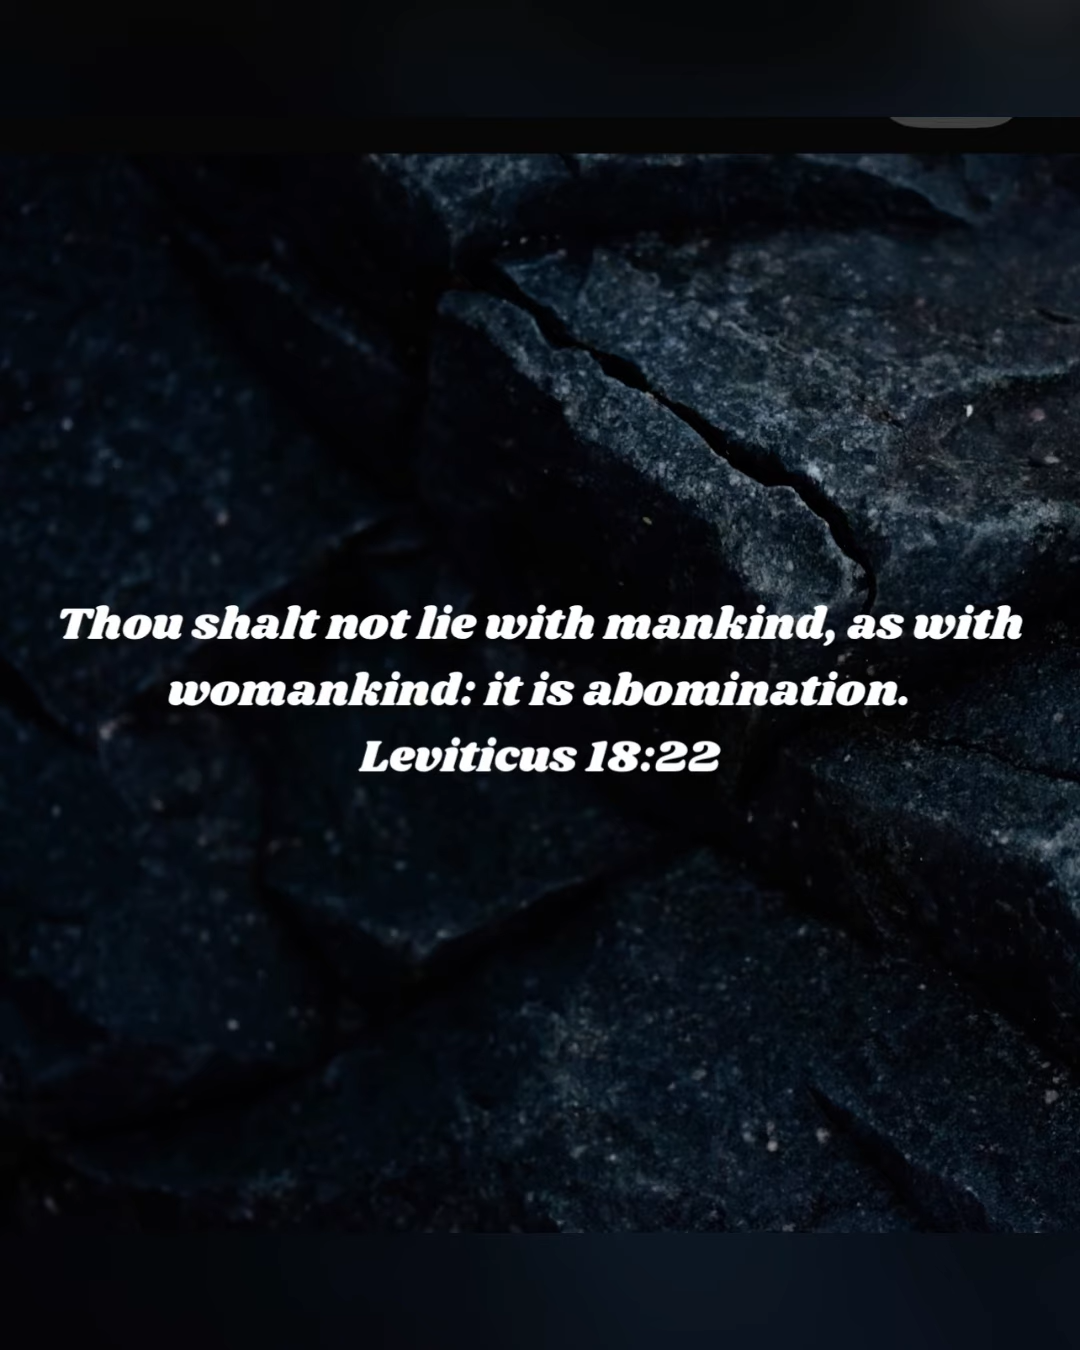 Thou shalt not lie with mankind, as with
womankind: it is abomination.
Leviticus 18:22